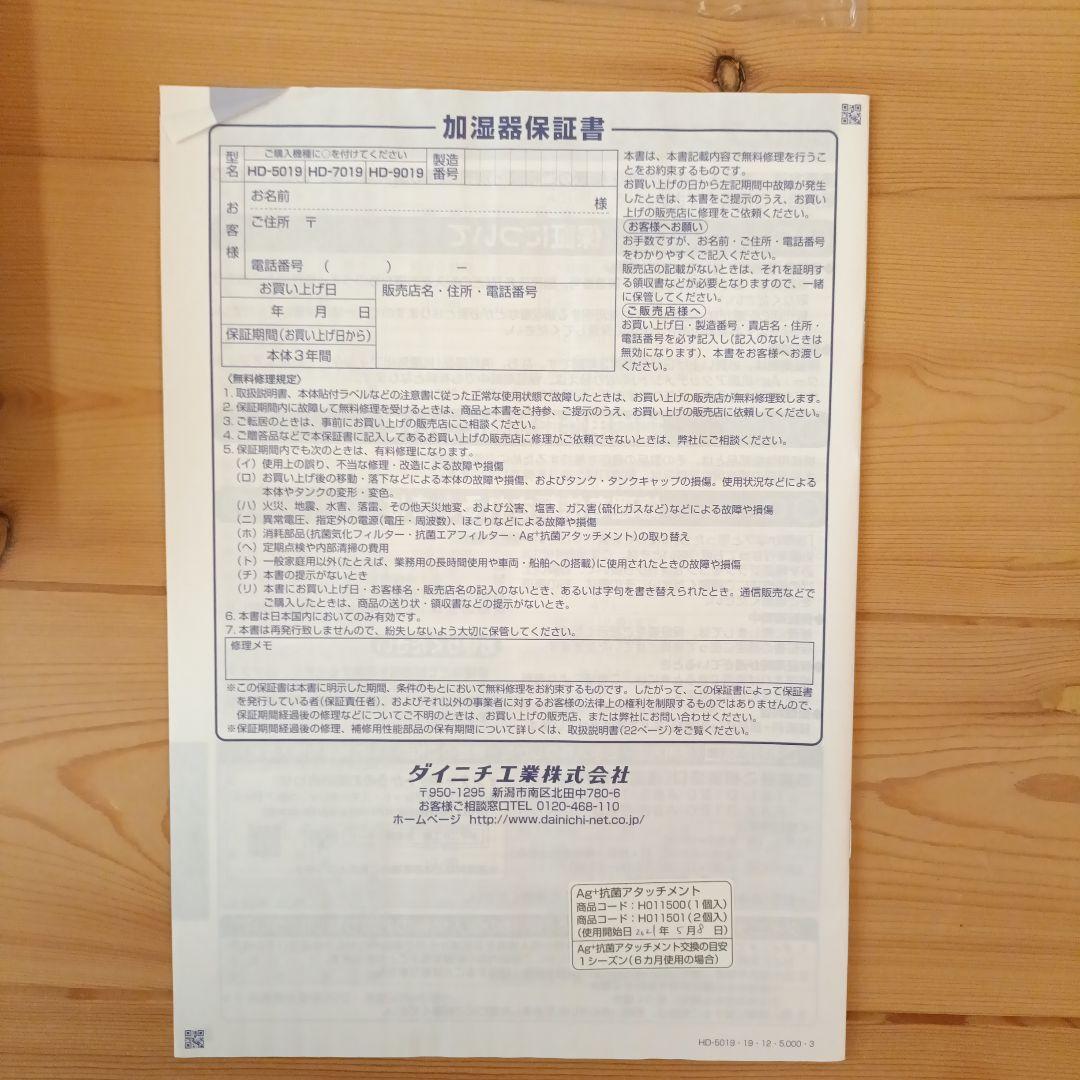 加湿器保証書
型名
ご購入機種に○を付けてください
HD-5019 HD-7019 HD-9019
製造番号
お客様
お名前 様
ご住所 〒
電話番号 ( ) －
お買い上げ日
年 月 日
保証期間(お買い上げ日から)
本体3年間
販売店名・住所・電話番号
本書は、本書記載内容で無料修理を行うこ
とをお約束するものです。
お買い上げの日から左記期間中故障が発生
したときは、本書をご提示のうえ、お買い
上げの販売店に修理をご依頼ください。
(お客様へお願い)
お手数ですが、お名前・ご住所・電話番号
をわかりやすくご記入ください。
販売店の記載がないときは、それを証明す
る領収書などが必要となりますので、一緒
に保管してください。
(ご販売店様へ)
お買い上げ日・製造番号・貴店名・住所・
電話番号を必ず記入し(記入のないときは
無効になります)、本書をお客様へお渡し
ください。
〈無料修理規定〉
1. 取扱説明書、本体貼付ラベルなどの注意書に従った正常な使用状態で故障したときは、お買い上げの販売店が無料修理致します。
2. 保証期間内に故障して無料修理を受けるときは、商品と本書をご持参、ご提示のうえ、お買い上げの販売店に依頼してください。
3. ご転居のときは、事前にお買い上げの販売店にご相談ください。
4. ご贈答品などで本保証書に記入してあるお買い上げの販売店に修理がご依頼できないときは、弊社にご相談ください。
5. 保証期間内でも次のときは、有料修理になります。
(イ) 使用上の誤り、不当な修理・改造による故障や損傷
(ロ) お買い上げ後の移動・落下などによる本体の故障や損傷、およびタンク・タンクキャップの損傷。使用状況などによる
本体やタンクの変形・変色。
(ハ) 火災、地震、水害、落雷、その他天災地変、および公害、塩害、ガス害(硫化ガスなど)などによる故障や損傷
(ニ) 異常電圧、指定外の電源(電圧・周波数)、ほこりなどによる故障や損傷
(ホ) 消耗部品(抗菌気化フィルター・抗菌エアフィルター・Ag⁺抗菌アタッチメント)の取り替え
(ヘ) 定期点検や内部清掃の費用
(ト) 一般家庭用以外(たとえば、業務用の長時間使用や車両・船舶への搭載)に使用されたときの故障や損傷
(チ) 本書の提示がないとき
(リ) 本書にお買い上げ日・お客様名・販売店名の記入のないとき、あるいは字句を書き替えられたとき。通信販売などで
ご購入したときは、商品の送り状・領収書などの提示がないとき。
6. 本書は日本国内においてのみ有効です。
7. 本書は再発行致しませんので、紛失しないよう大切に保管してください。
修理メモ
※この保証書は本書に明示した期間、条件のもとにおいて無料修理をお約束するものです。したがって、この保証書によって保証書
を発行している者(保証責任者)、およびそれ以外の事業者に対するお客様の法律上の権利を制限するものではありませんので、
保証期間経過後の修理などについてご不明のときは、お買い上げの販売店、または弊社にお問い合わせください。
※保証期間経過後の修理、補修用性能部品の保有期間について詳しくは、取扱説明書(22ページ)をご覧ください。
ダイニチ工業株式会社
〒950-1295 新潟市南区北田中780-6
お客様ご相談窓口TEL 0120-468-110
ホームページ http://www.dainichi-net.co.jp/
Ag⁺抗菌アタッチメント
商品コード：H011500(1個入)
商品コード：H011501(2個入)
(使用開始日 2021年 5月 8日)
Ag⁺抗菌アタッチメント交換の目安
1シーズン(6カ月使用の場合)
HD-5019・19・12・5,000・3